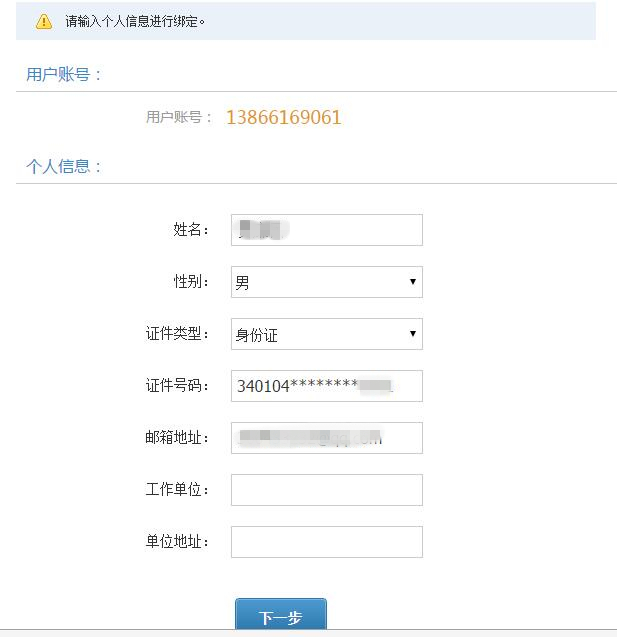 请输入个人信息进行绑定。
用户账号：
用户账号： 13866169061
个人信息：
姓名：
性别： 男
证件类型： 身份证
证件号码： 340104********
邮箱地址：
工作单位：
单位地址：
下一步